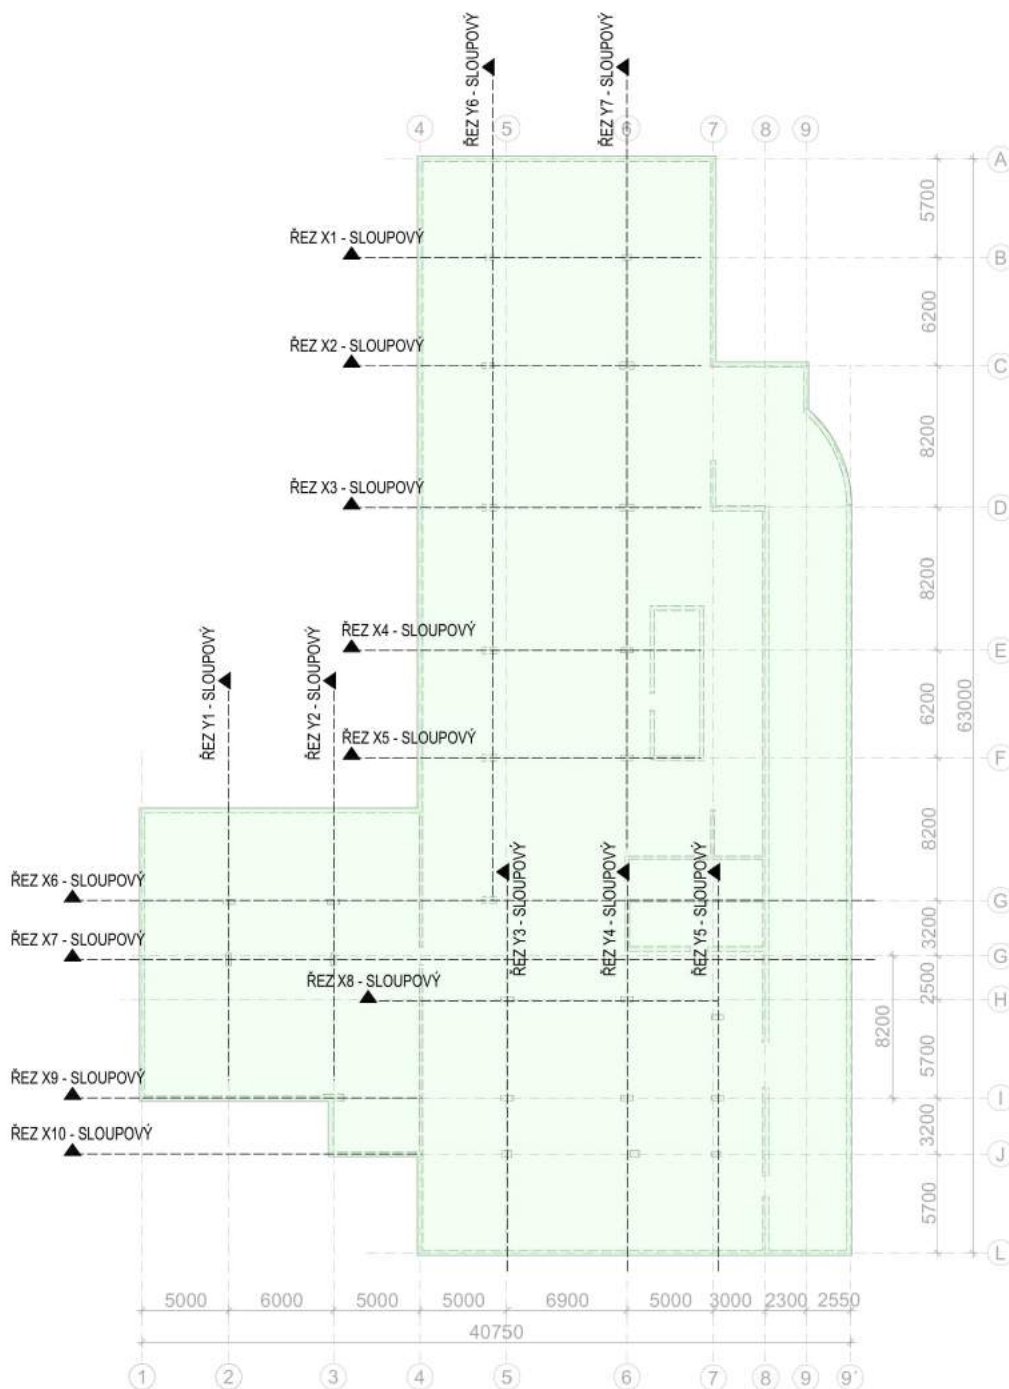 ŘEZ Y6 - SLOUPOVÝ
ŘEZ Y7 - SLOUPOVÝ
4
5
6
7
8
9
A
5700
ŘEZ X1 - SLOUPOVÝ
B
6200
ŘEZ X2 - SLOUPOVÝ
C
8200
ŘEZ X3 - SLOUPOVÝ
D
8200
ŘEZ X4 - SLOUPOVÝ
E
ŘEZ Y1 - SLOUPOVÝ
ŘEZ Y2 - SLOUPOVÝ
6200
63000
ŘEZ X5 - SLOUPOVÝ
F
8200
ŘEZ X6 - SLOUPOVÝ
G
ŘEZ Y3 - SLOUPOVÝ
ŘEZ Y4 - SLOUPOVÝ
ŘEZ Y5 - SLOUPOVÝ
3200
ŘEZ X7 - SLOUPOVÝ
G
ŘEZ X8 - SLOUPOVÝ
2500
H
8200
5700
ŘEZ X9 - SLOUPOVÝ
I
3200
ŘEZ X10 - SLOUPOVÝ
J
5700
L
5000
6000
5000
5000
6900
5000
3000
2300
2550
40750
1
2
3
4
5
6
7
8
9
9'